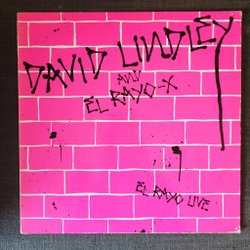 DAVID LINDLEY
AND
EL RAYO-X
EL RAYO LIVE